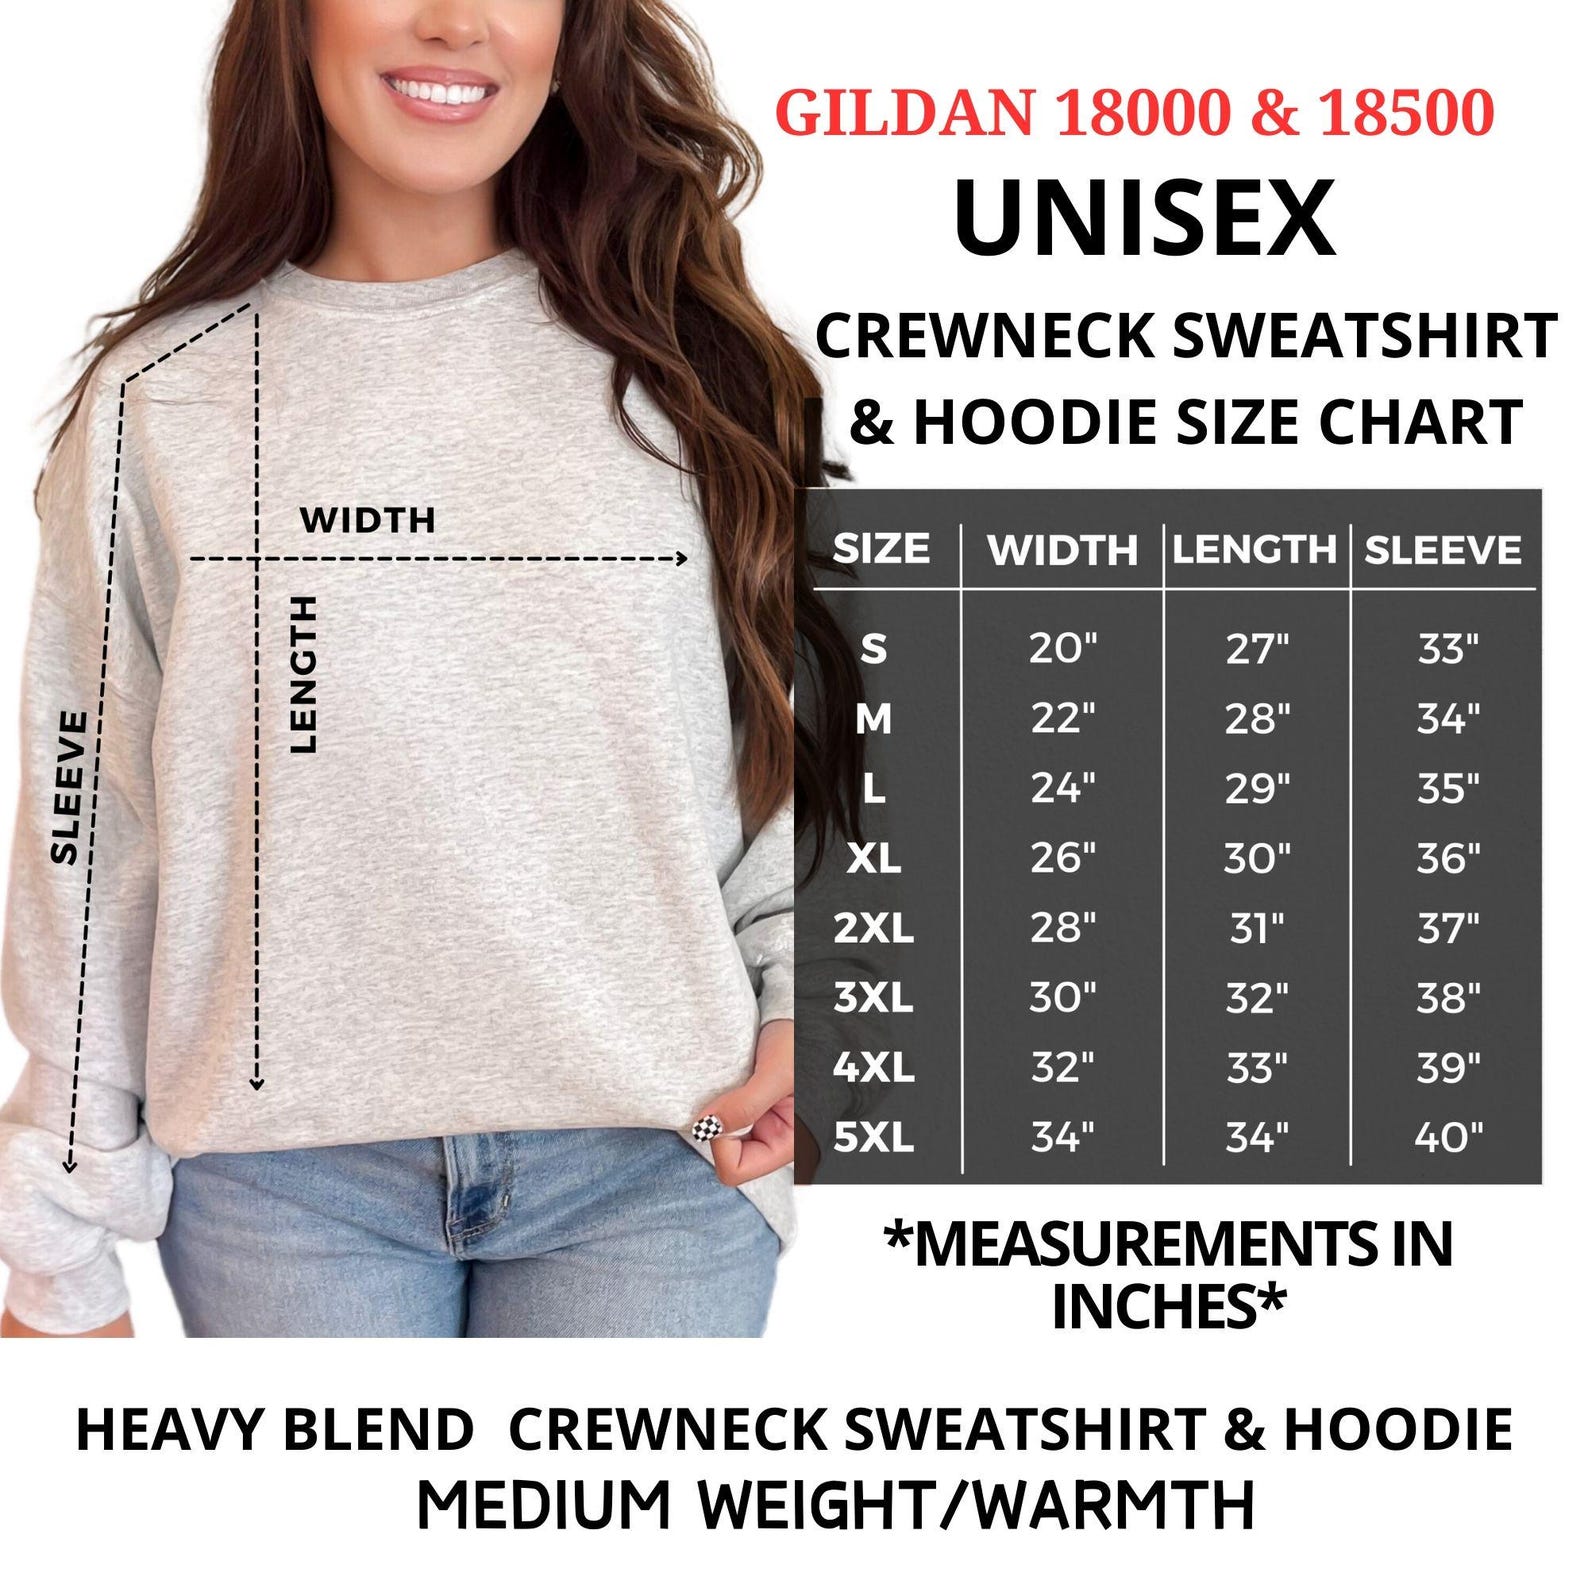 GILDAN 18000 & 18500
UNISEX
CREWNECK SWEATSHIRT
& HOODIE SIZE CHART
WIDTH
LENGTH
SLEEVE
SIZE WIDTH LENGTH SLEEVE
S 20" 27" 33"
M 22" 28" 34"
L 24" 29" 35"
XL 26" 30" 36"
2XL 28" 31" 37"
3XL 30" 32" 38"
4XL 32" 33" 39"
5XL 34" 34" 40"
*MEASUREMENTS IN
INCHES*
HEAVY BLEND CREWNECK SWEATSHIRT & HOODIE
MEDIUM WEIGHT/WARMTH